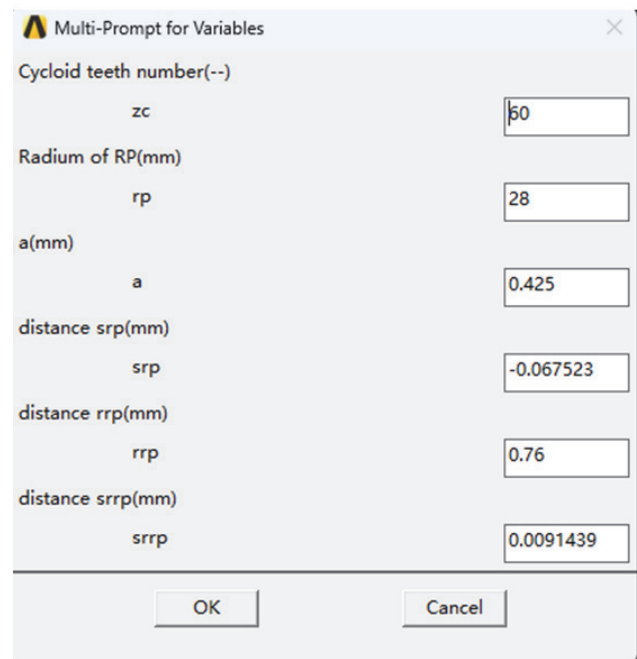 Multi-Prompt for Variables
Cycloid teeth number(--)
zc 60
Radium of RP(mm)
rp 28
a(mm)
a 0.425
distance srp(mm)
srp -0.067523
distance rrp(mm)
rrp 0.76
distance srrp(mm)
srrp 0.0091439
OK Cancel